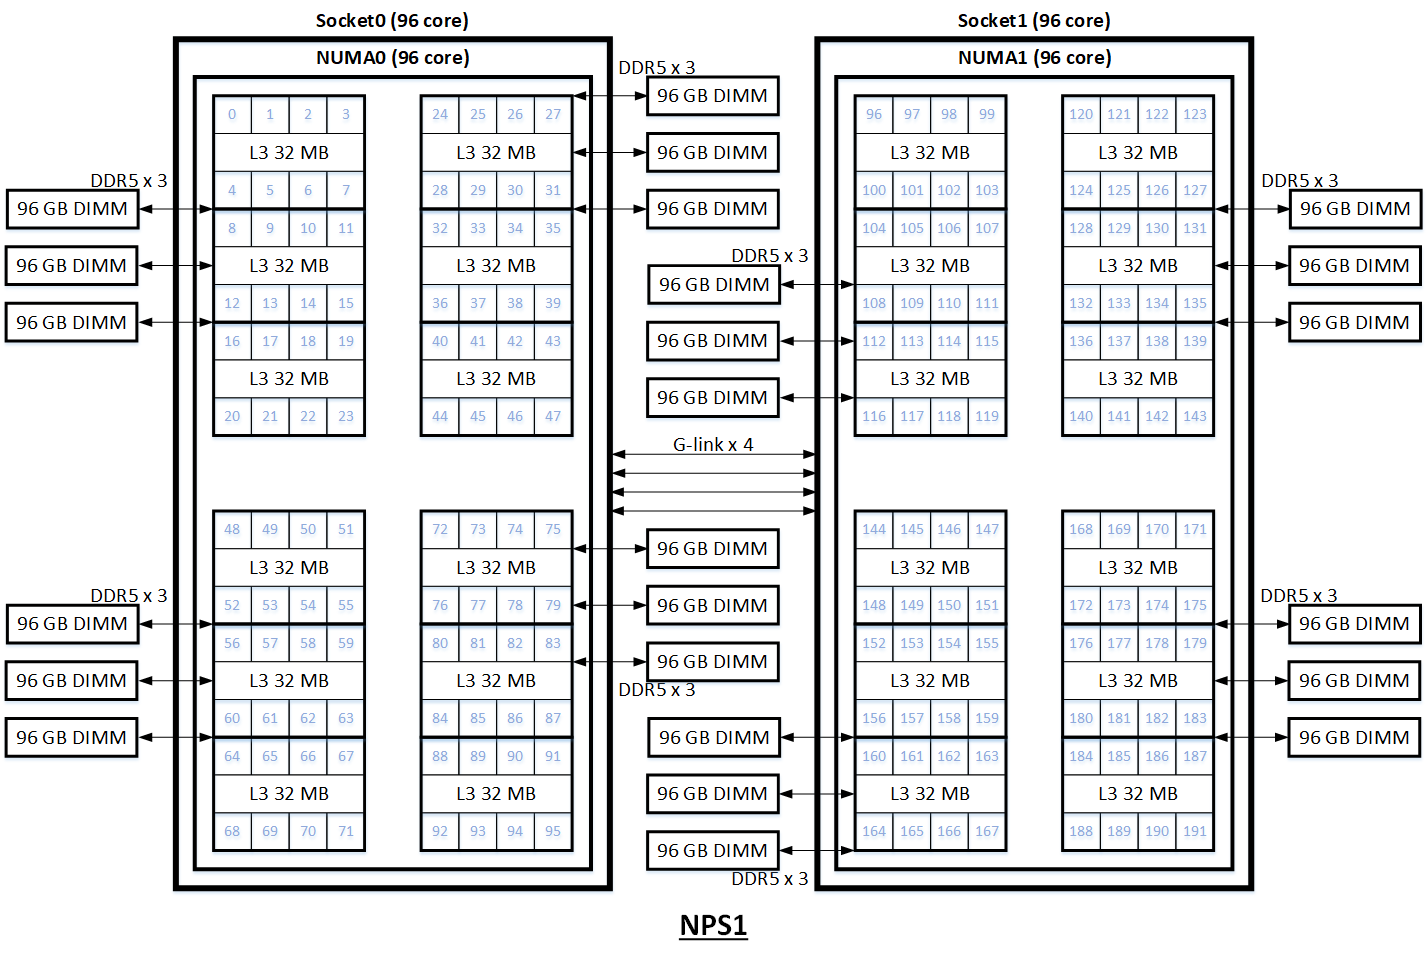 Socket0 (96 core)
NUMA0 (96 core)
0 1 2 3
L3 32 MB
4 5 6 7
8 9 10 11
L3 32 MB
12 13 14 15
16 17 18 19
L3 32 MB
20 21 22 23
24 25 26 27
L3 32 MB
28 29 30 31
32 33 34 35
L3 32 MB
36 37 38 39
40 41 42 43
L3 32 MB
44 45 46 47
48 49 50 51
L3 32 MB
52 53 54 55
56 57 58 59
L3 32 MB
60 61 62 63
64 65 66 67
L3 32 MB
68 69 70 71
72 73 74 75
L3 32 MB
76 77 78 79
80 81 82 83
L3 32 MB
84 85 86 87
88 89 90 91
L3 32 MB
92 93 94 95
DDR5 x 3
96 GB DIMM
96 GB DIMM
96 GB DIMM
DDR5 x 3
96 GB DIMM
96 GB DIMM
96 GB DIMM
DDR5 x 3
96 GB DIMM
96 GB DIMM
96 GB DIMM
DDR5 x 3
96 GB DIMM
96 GB DIMM
96 GB DIMM
G-link x 4
96 GB DIMM
96 GB DIMM
96 GB DIMM
DDR5 x 3
96 GB DIMM
96 GB DIMM
96 GB DIMM
DDR5 x 3
Socket1 (96 core)
NUMA1 (96 core)
96 97 98 99
L3 32 MB
100 101 102 103
104 105 106 107
L3 32 MB
108 109 110 111
112 113 114 115
L3 32 MB
116 117 118 119
120 121 122 123
L3 32 MB
124 125 126 127
128 129 130 131
L3 32 MB
132 133 134 135
136 137 138 139
L3 32 MB
140 141 142 143
144 145 146 147
L3 32 MB
148 149 150 151
152 153 154 155
L3 32 MB
156 157 158 159
160 161 162 163
L3 32 MB
164 165 166 167
168 169 170 171
L3 32 MB
172 173 174 175
176 177 178 179
L3 32 MB
180 181 182 183
184 185 186 187
L3 32 MB
188 189 190 191
DDR5 x 3
96 GB DIMM
96 GB DIMM
96 GB DIMM
DDR5 x 3
96 GB DIMM
96 GB DIMM
96 GB DIMM
NPS1